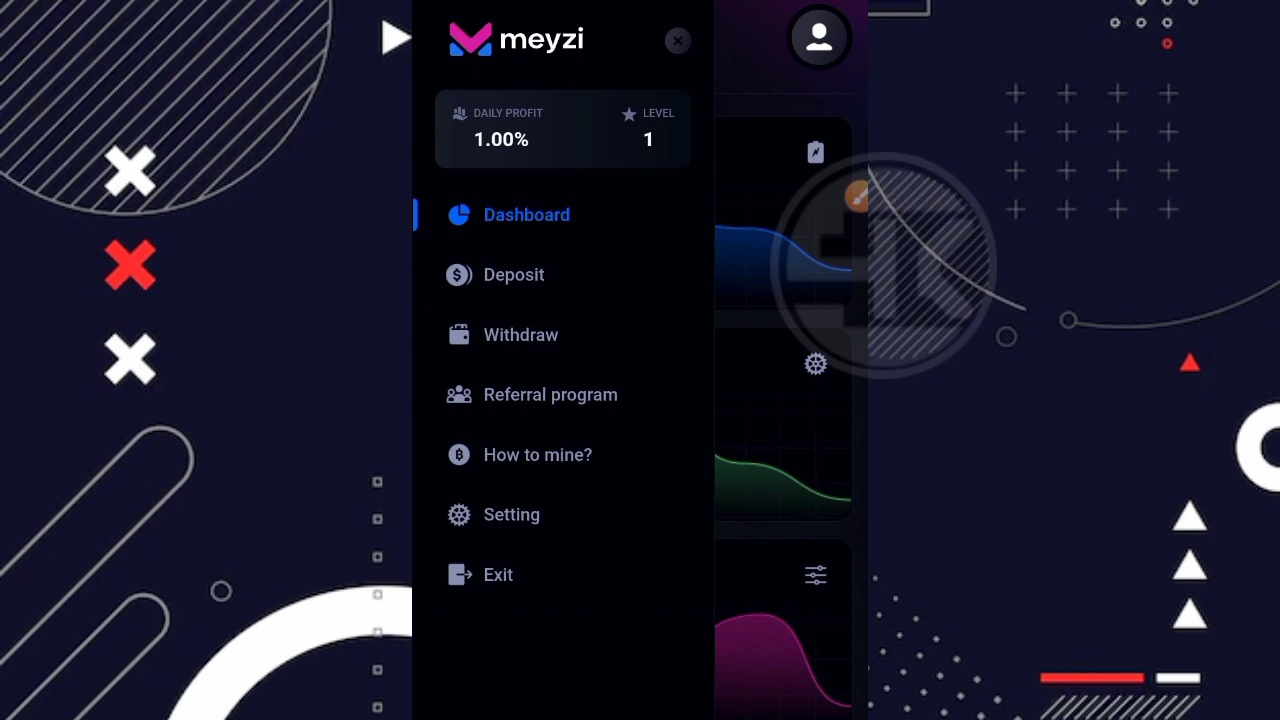 meyzi
DAILY PROFIT
LEVEL
1.00%
1
Dashboard
Deposit
Withdraw
Referral program
How to mine?
Setting
Exit